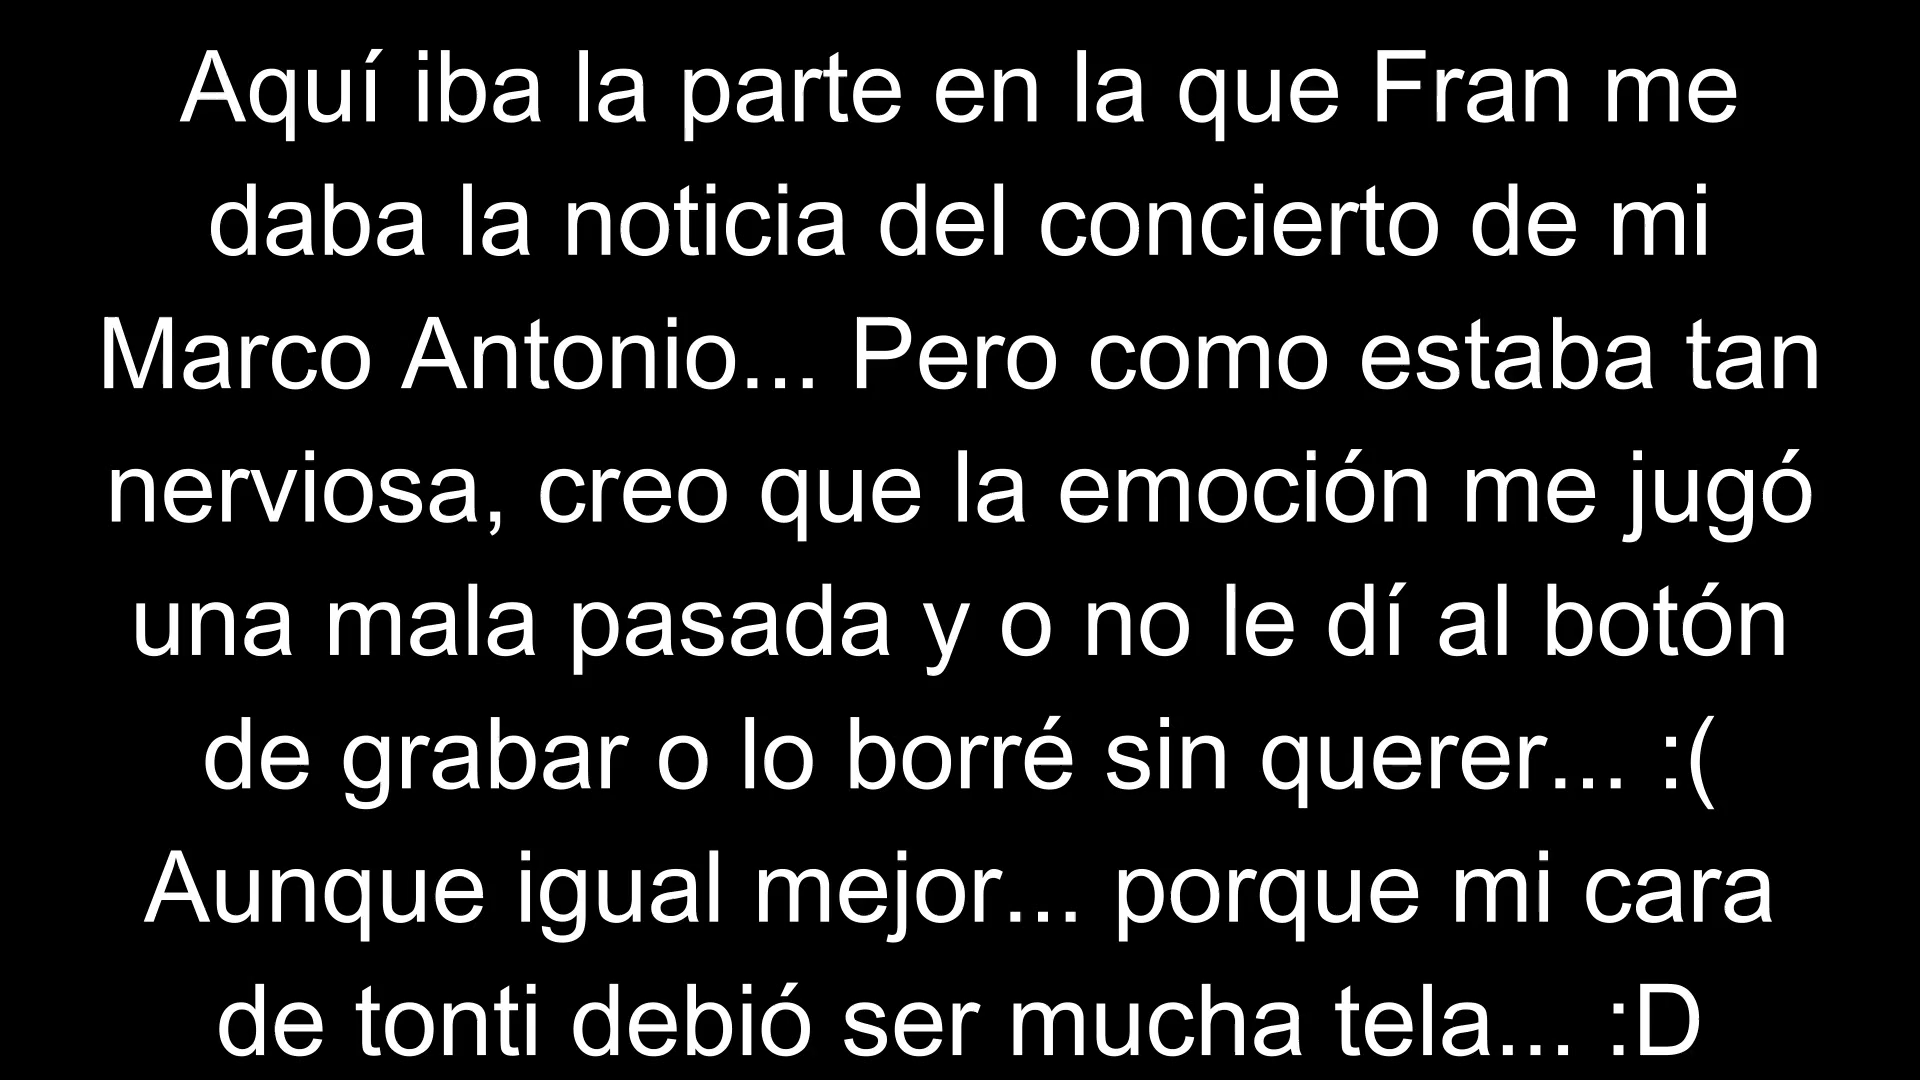 Aquí iba la parte en la que Fran me
daba la noticia del concierto de mi
Marco Antonio... Pero como estaba tan
nerviosa, creo que la emoción me jugó
una mala pasada y o no le dí al botón
de grabar o lo borré sin querer... :(
Aunque igual mejor... porque mi cara
de tonti debió ser mucha tela... :D